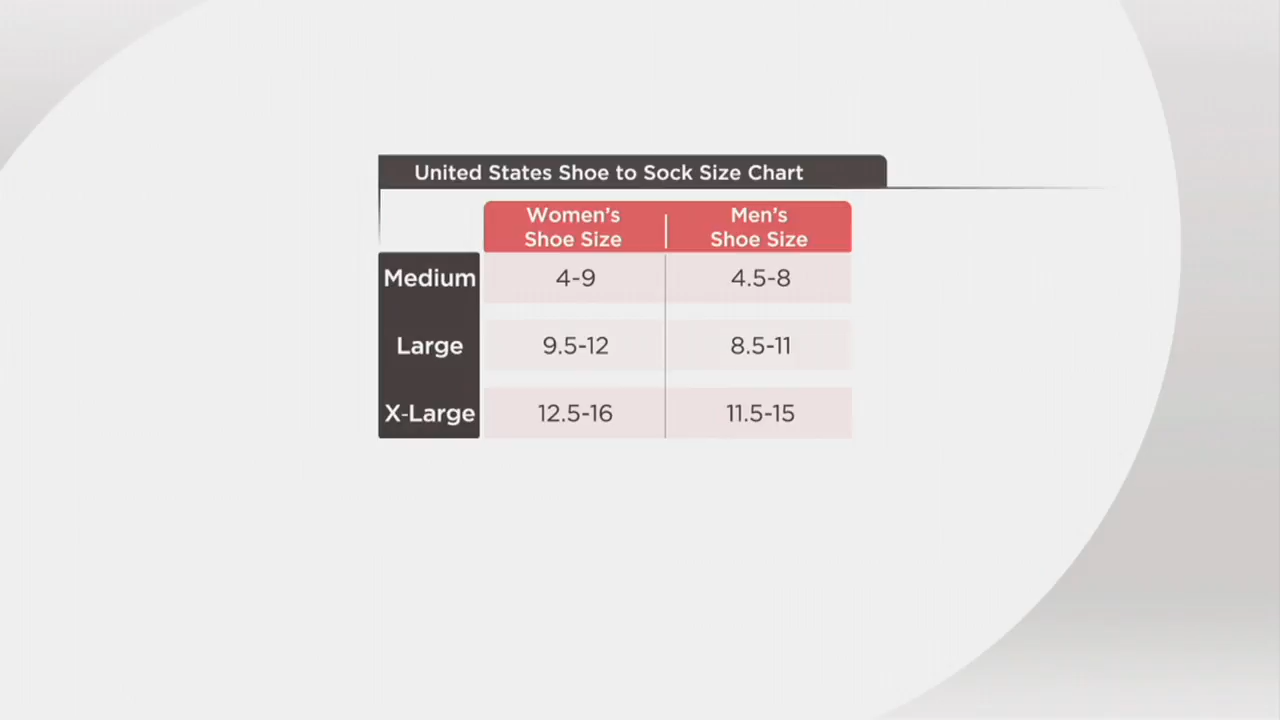 United States Shoe to Sock Size Chart
Women's Men's
Shoe Size Shoe Size
Medium 4-9 4.5-8
Large 9.5-12 8.5-11
X-Large 12.5-16 11.5-15